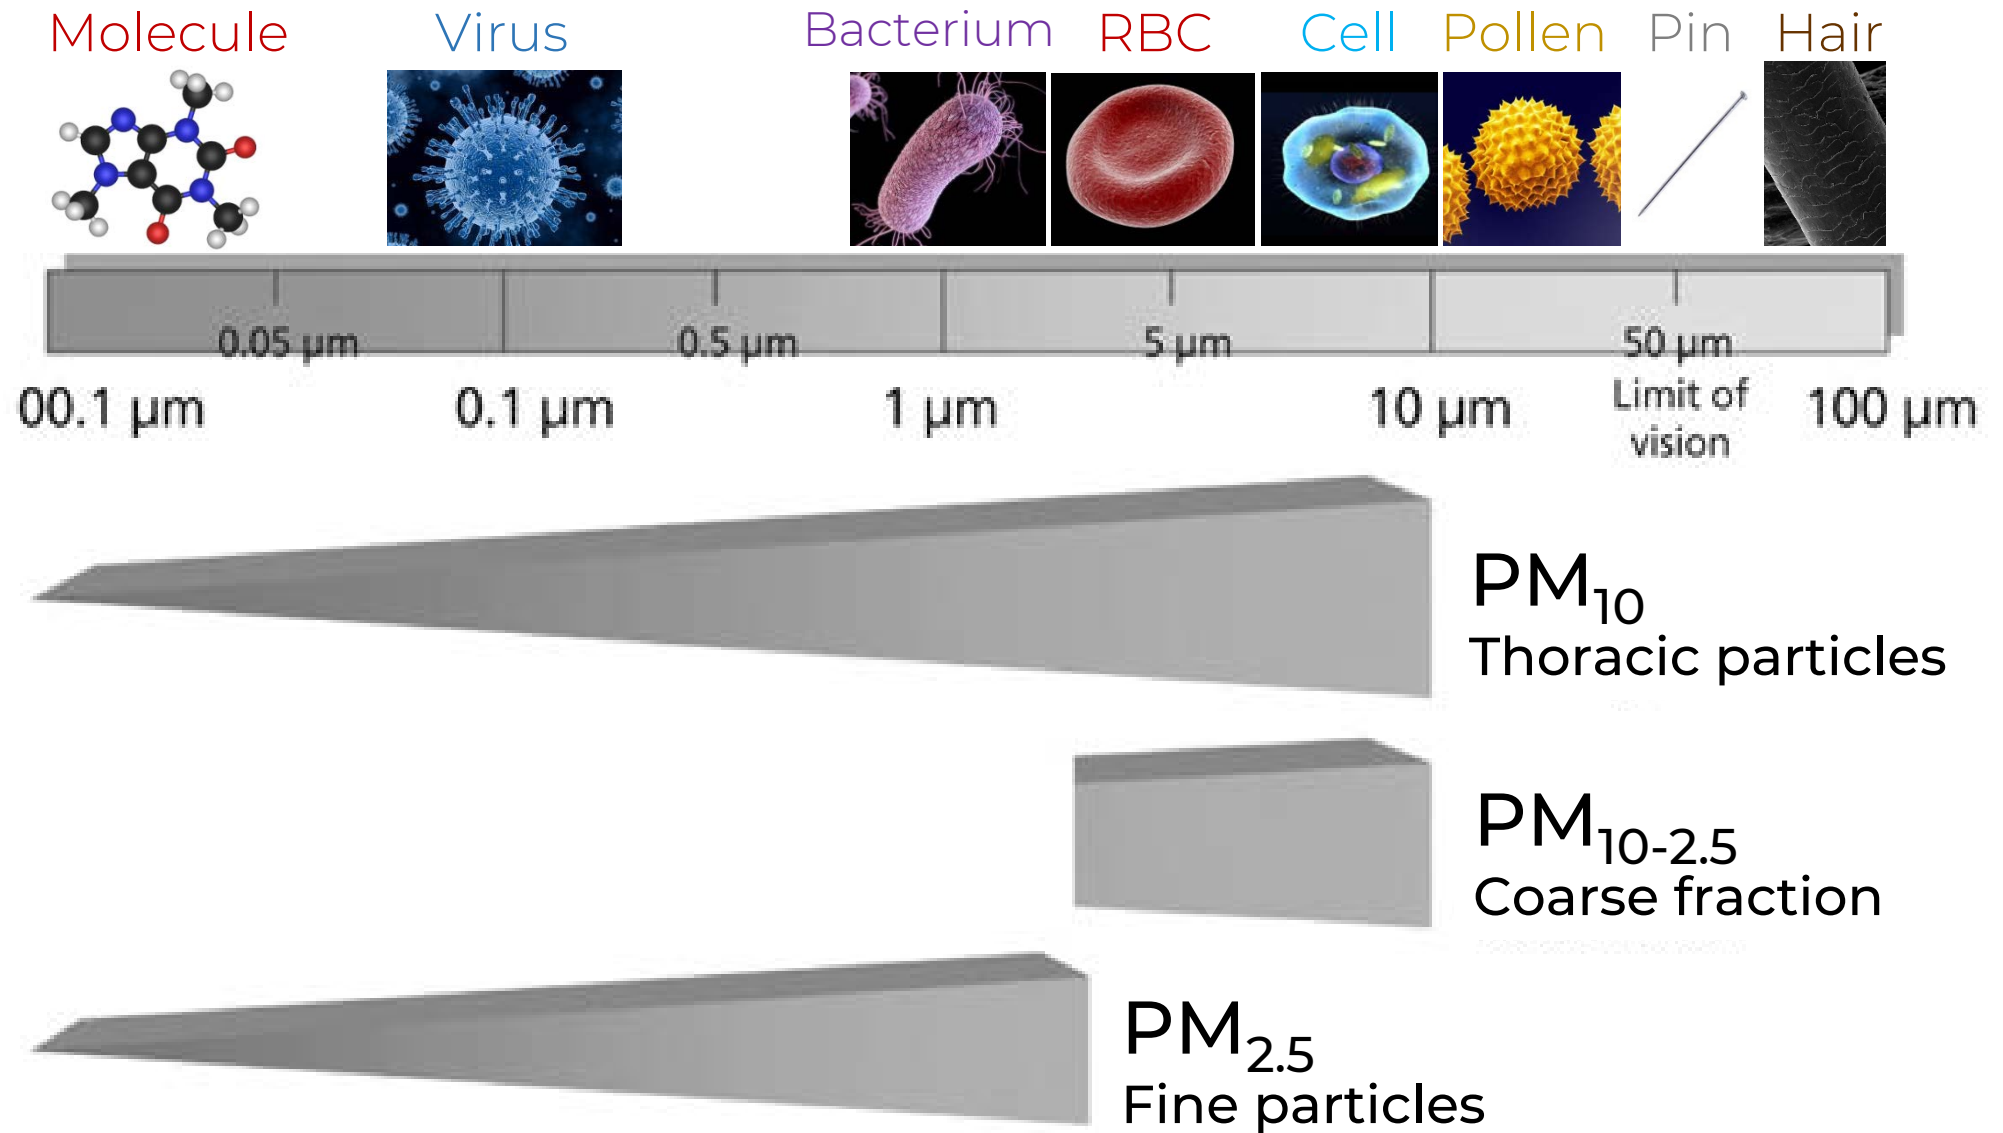 Molecule Virus Bacterium RBC Cell Pollen Pin Hair
0.05 µm 0.5 µm 5 µm 50 µm
00.1 µm 0.1 µm 1 µm 10 µm Limit of 100 µm
vision
PM10
Thoracic particles
PM10-2.5
Coarse fraction
PM2.5
Fine particles